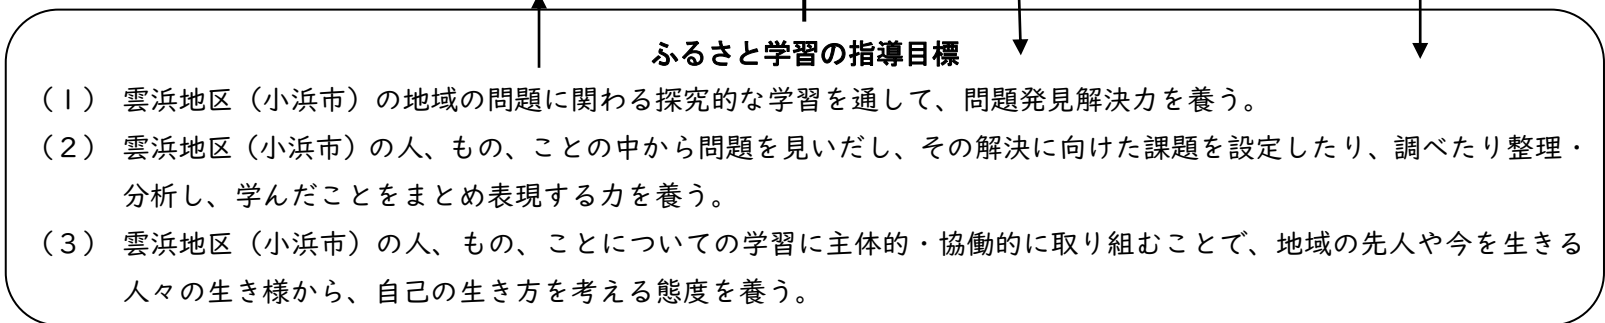 ふるさと学習の指導目標
（１） 雲浜地区（小浜市）の地域の問題に関わる探究的な学習を通して、問題発見解決力を養う。
（２） 雲浜地区（小浜市）の人、もの、ことの中から問題を見いだし、その解決に向けた課題を設定したり、調べたり整理・
分析し、学んだことをまとめ表現する力を養う。
（３） 雲浜地区（小浜市）の人、もの、ことについての学習に主体的・協働的に取り組むことで、地域の先人や今を生きる
人々の生き様から、自己の生き方を考える態度を養う。